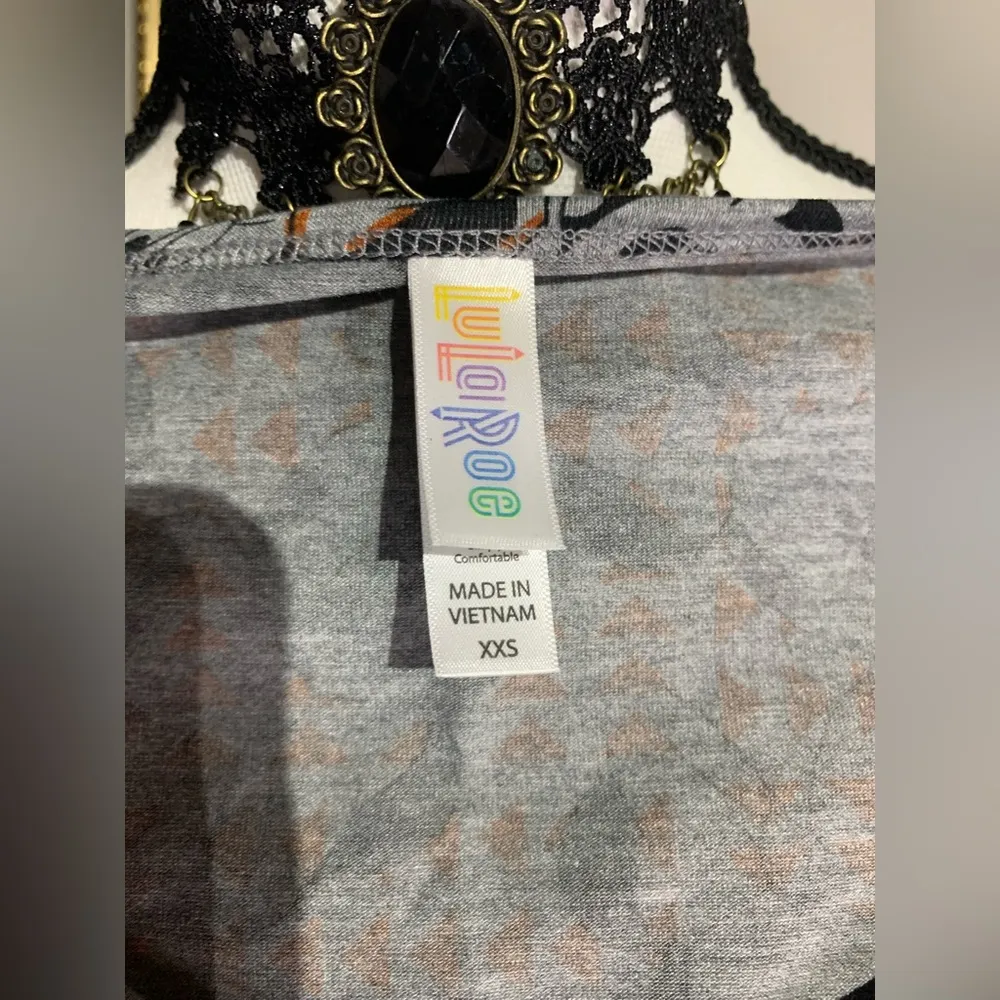 LuLaRoe
Comfortable
MADE IN
VIETNAM
XXS